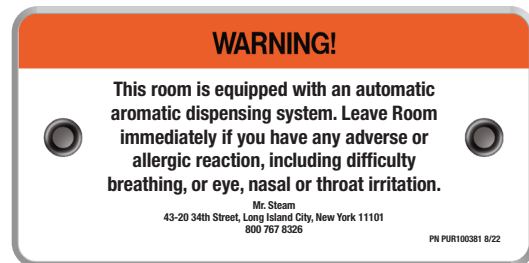 WARNING!
This room is equipped with an automatic
aromatic dispensing system. Leave Room
immediately if you have any adverse or
allergic reaction, including difficulty
breathing, or eye, nasal or throat irritation.
Mr. Steam
43-20 34th Street, Long Island City, New York 11101
800 767 8326
PN PUR100381 8/22